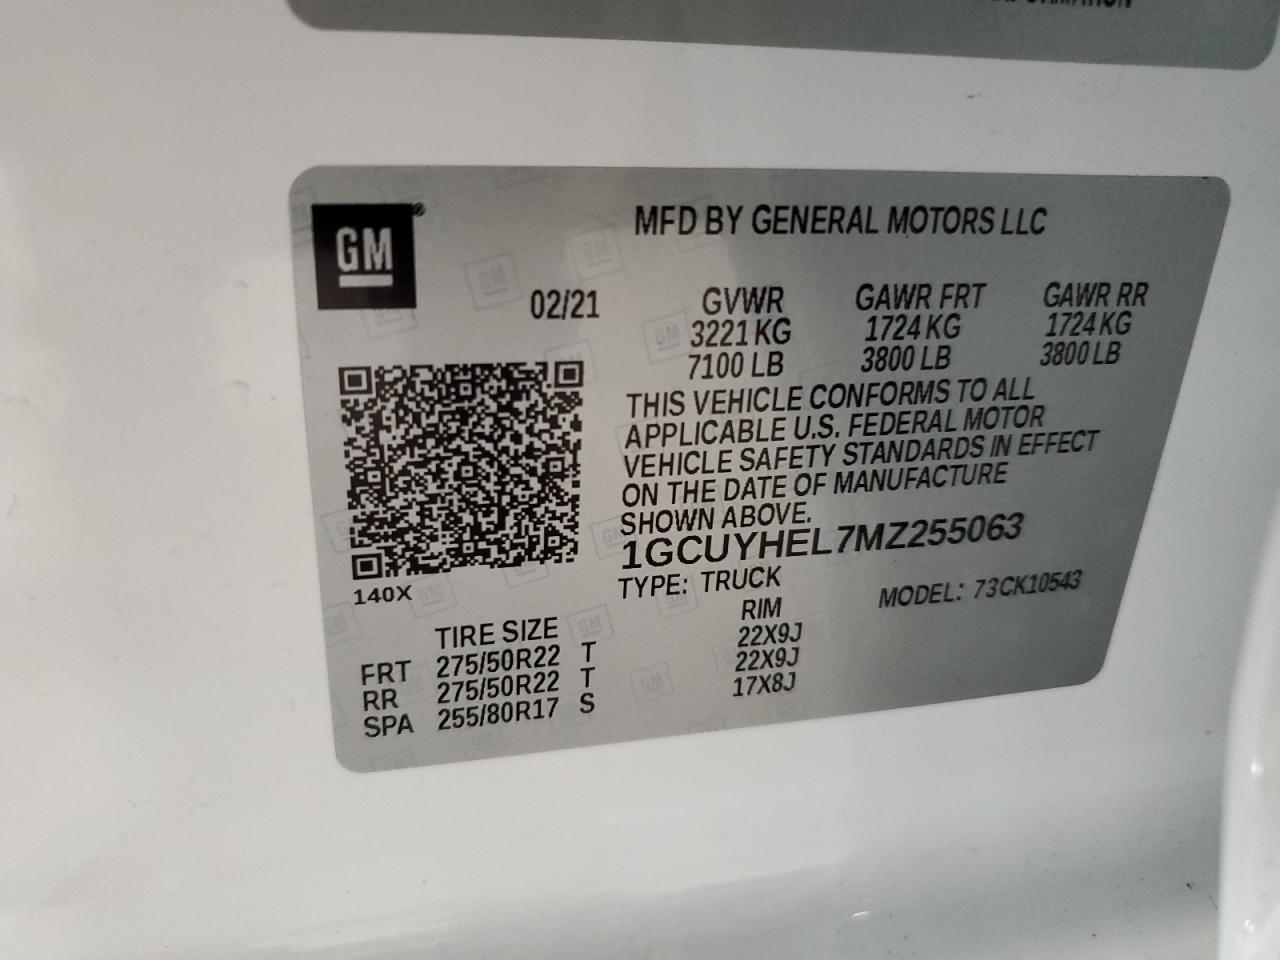 GM
MFD BY GENERAL MOTORS LLC
02/21
GVWR GAWR FRT GAWR RR
3221 KG 1724 KG 1724 KG
7100 LB 3800 LB 3800 LB
THIS VEHICLE CONFORMS TO ALL
APPLICABLE U.S. FEDERAL MOTOR
VEHICLE SAFETY STANDARDS IN EFFECT
ON THE DATE OF MANUFACTURE
SHOWN ABOVE.
1GCUYHEL7MZ255063
TYPE: TRUCK MODEL: 73CK10543
140X
TIRE SIZE RIM
FRT 275/50R22 T 22X9J
RR 275/50R22 T 22X9J
SPA 255/80R17 S 17X8J